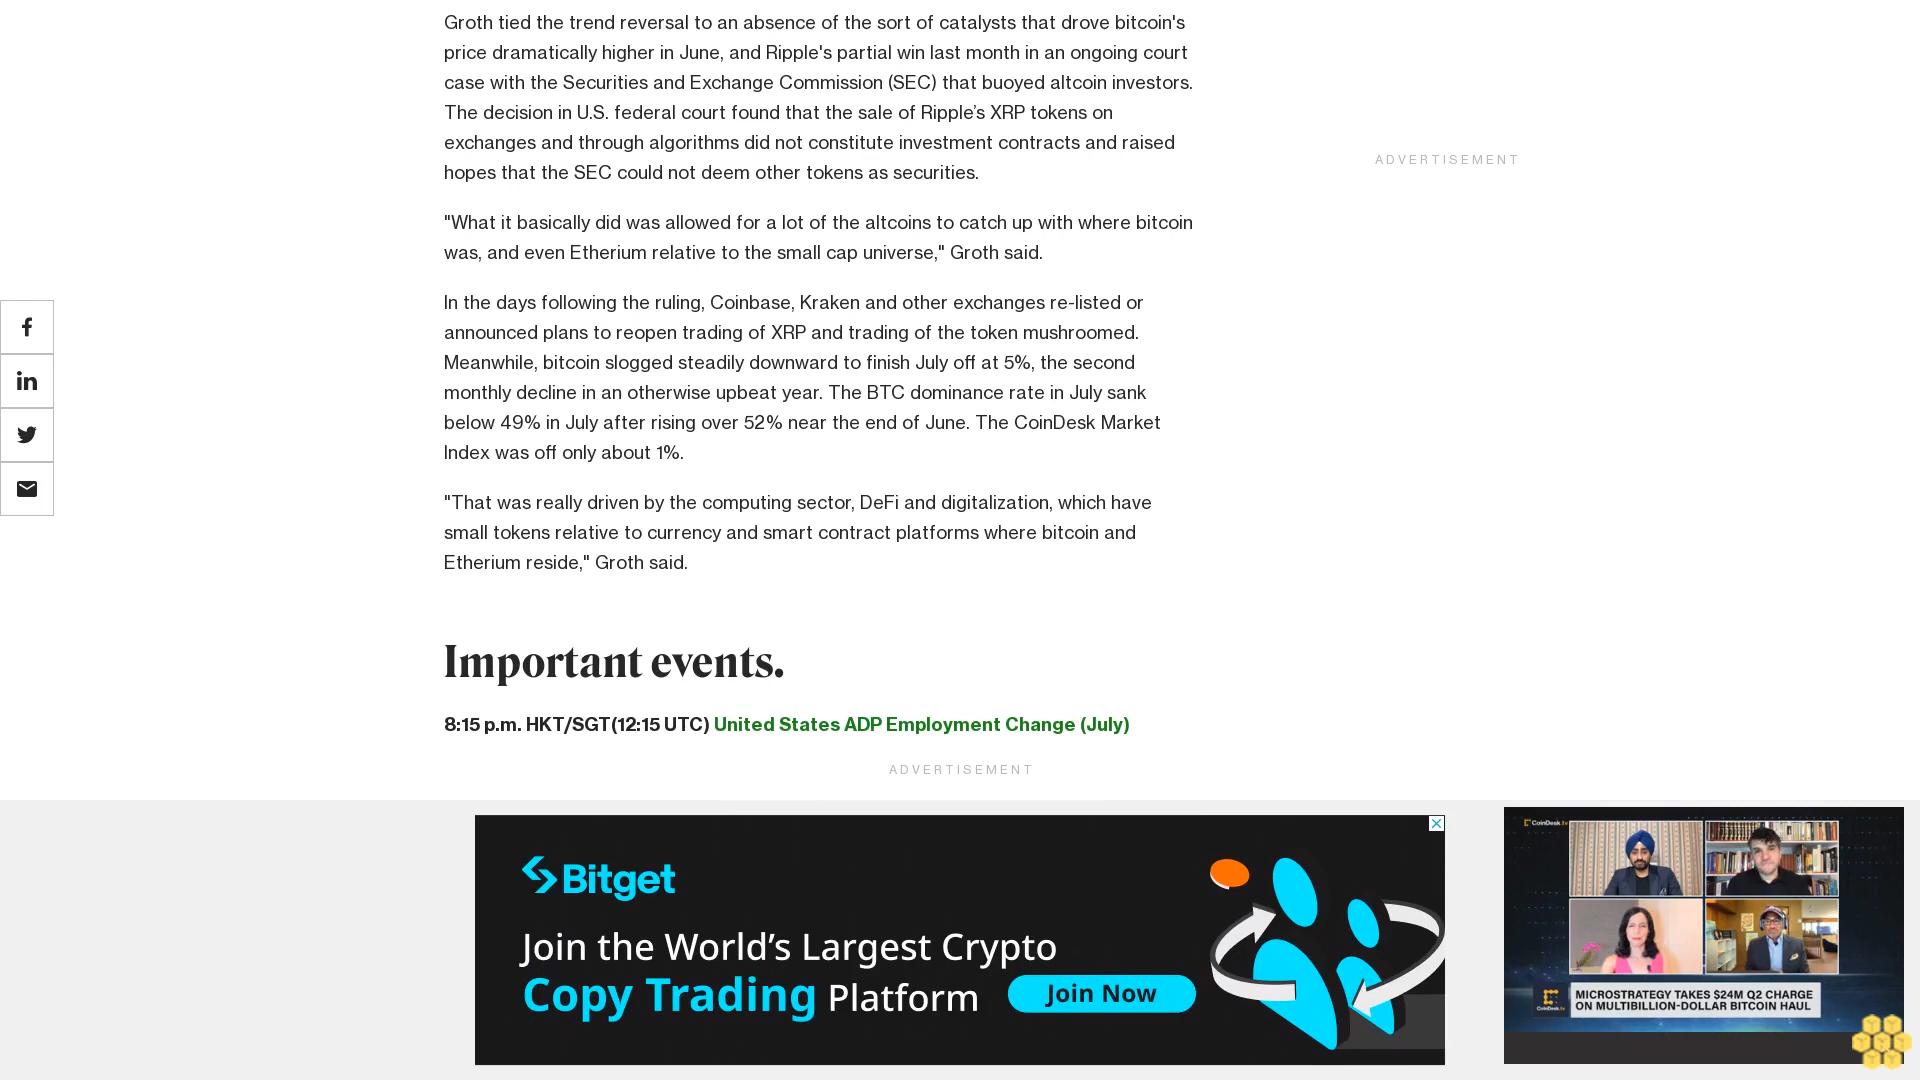 Groth tied the trend reversal to an absence of the sort of catalysts that drove bitcoin's
price dramatically higher in June, and Ripple's partial win last month in an ongoing court
case with the Securities and Exchange Commission (SEC) that buoyed altcoin investors.
The decision in U.S. federal court found that the sale of Ripple’s XRP tokens on
exchanges and through algorithms did not constitute investment contracts and raised
hopes that the SEC could not deem other tokens as securities.
ADVERTISEMENT
"What it basically did was allowed for a lot of the altcoins to catch up with where bitcoin
was, and even Etherium relative to the small cap universe," Groth said.
In the days following the ruling, Coinbase, Kraken and other exchanges re-listed or
announced plans to reopen trading of XRP and trading of the token mushroomed.
Meanwhile, bitcoin slogged steadily downward to finish July off at 5%, the second
monthly decline in an otherwise upbeat year. The BTC dominance rate in July sank
below 49% in July after rising over 52% near the end of June. The CoinDesk Market
Index was off only about 1%.
"That was really driven by the computing sector, DeFi and digitalization, which have
small tokens relative to currency and smart contract platforms where bitcoin and
Etherium reside," Groth said.
Important events.
8:15 p.m. HKT/SGT(12:15 UTC) United States ADP Employment Change (July)
ADVERTISEMENT
Bitget
Join the World’s Largest Crypto
Copy Trading Platform
Join Now
CoinDesk.tv
MICROSTRATEGY TAKES $24M Q2 CHARGE
ON MULTIBILLION-DOLLAR BITCOIN HAUL
CoinDesk.tv